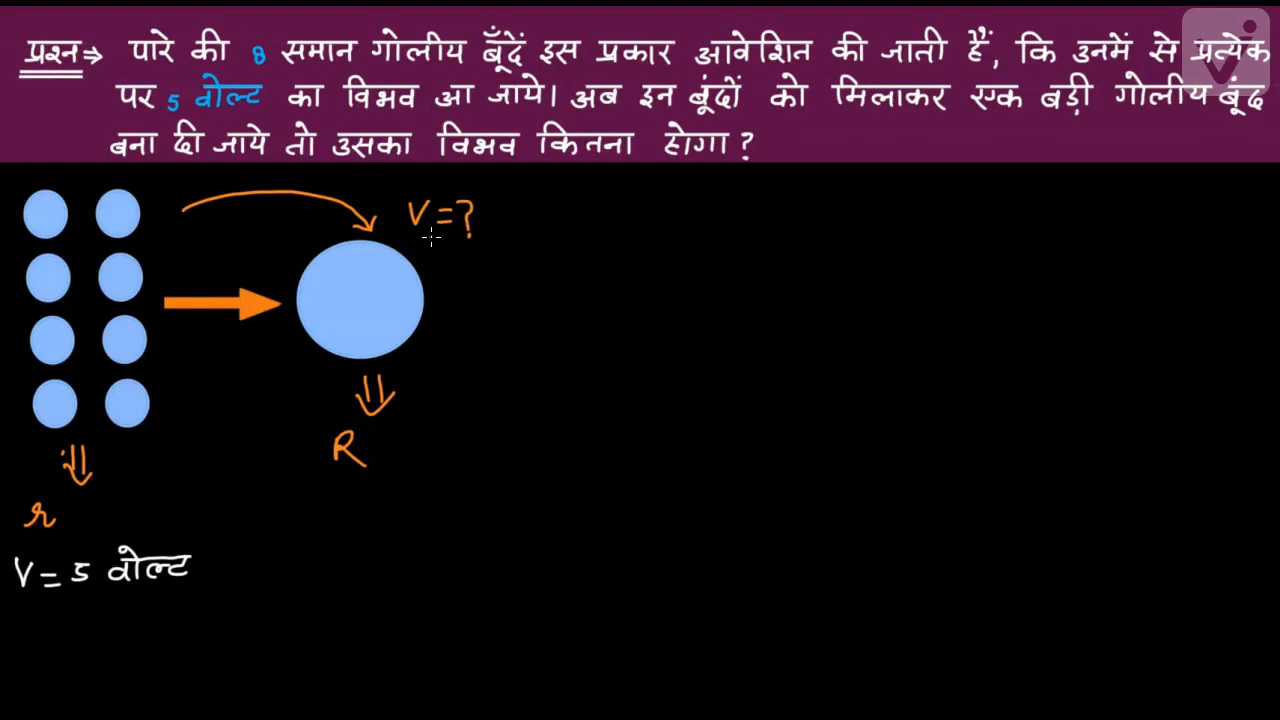 प्रश्न⇒ पारे की 8 समान गोलीय बूँदें इस प्रकार आवेशित की जाती हैं, कि उनमें से प्रत्येक
पर 5 वोल्ट का विभव आ जाये। अब इन बूंदों को मिलाकर एक बड़ी गोलीय बूंद
बना दी जाये तो उसका विभव कितना होगा?
V=?
R
r
V=5 वोल्ट